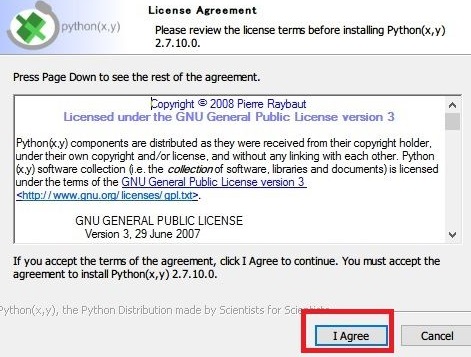 License Agreement
python(x,y)
Please review the license terms before installing Python(x,y)
2.7.10.0.
Press Page Down to see the rest of the agreement.
Copyright © 2008 Pierre Raybaut
Licensed under the GNU General Public License version 3
Python(x,y) components are distributed as they were received from their copyright holder,
under their own copyright and/or license, and without any linking with each other. Python
(x,y) software collection (i.e. the collection of software, libraries and documents) is licensed
under the terms of the GNU General Public License version 3
<http://www.gnu.org/licenses/gpl.txt>.
GNU GENERAL PUBLIC LICENSE
Version 3, 29 June 2007
If you accept the terms of the agreement, click I Agree to continue. You must accept the
agreement to install Python(x,y) 2.7.10.0.
Python(x,y), the Python Distribution made by Scientists for Scientists
I Agree
Cancel